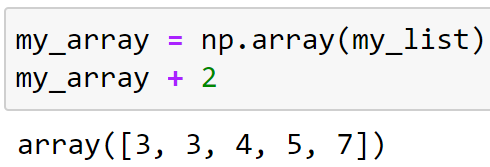 my_array = np.array(my_list)
my_array + 2
array([3, 3, 4, 5, 7])